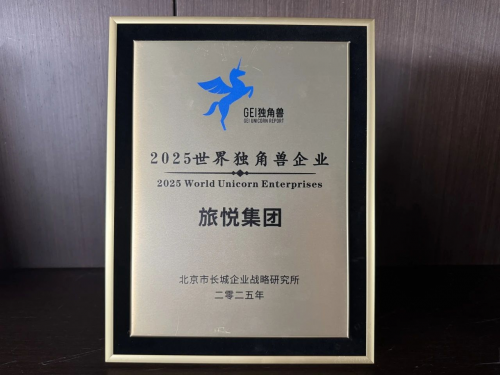 GEI独角兽
GEI UNICORN REPORT
2025世界独角兽企业
2025 World Unicorn Enterprises
旅悦集团
北京市长城企业战略研究所
二零二五年